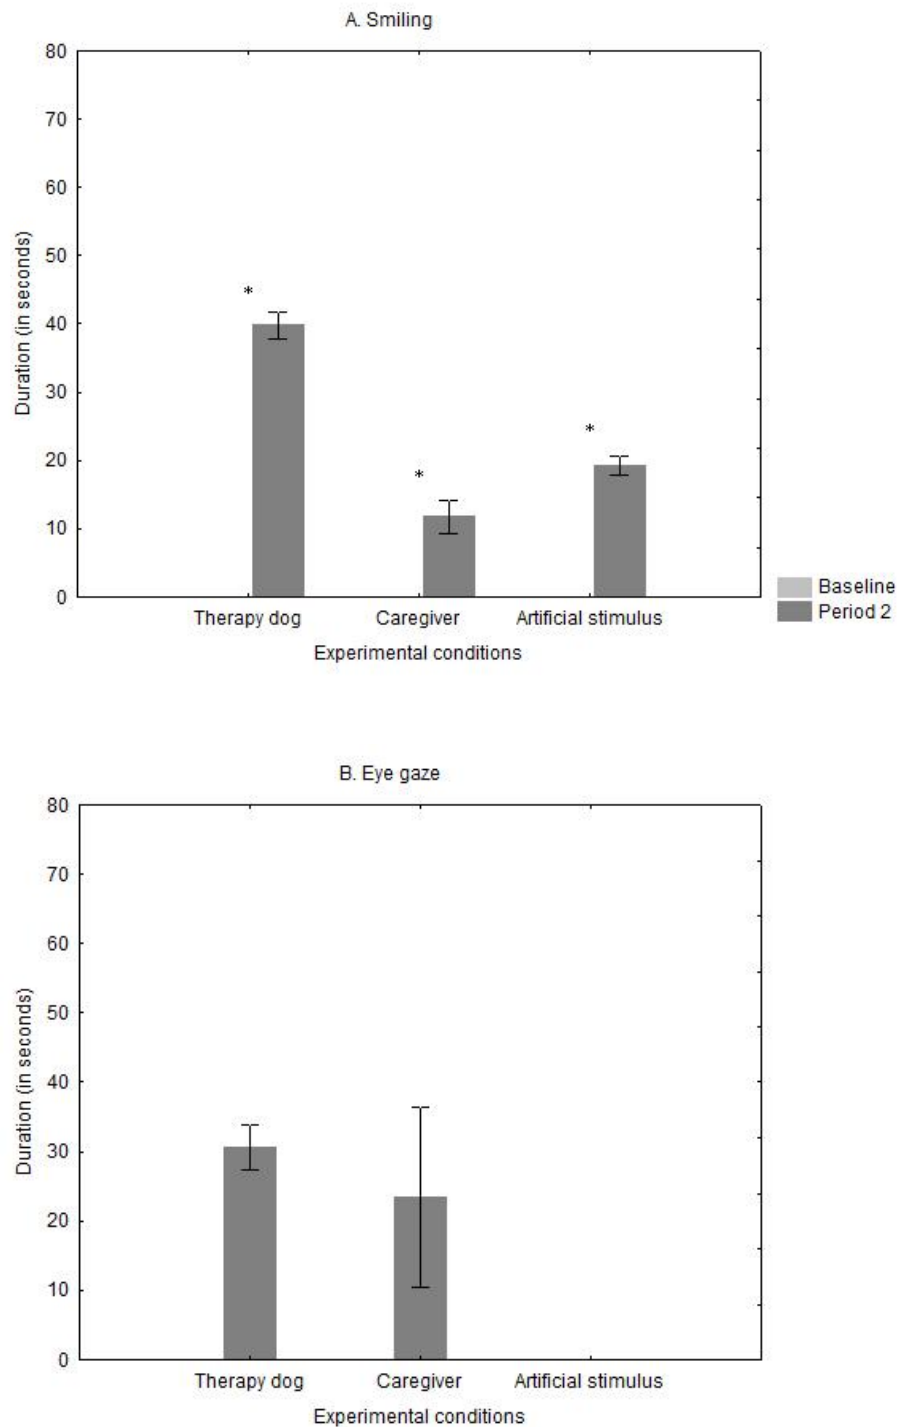 A. Smiling
80
70
60
50
40
30
20
10
0
Duration (in seconds)
*
*
*
Therapy dog Caregiver Artificial stimulus
Experimental conditions
Baseline
Period 2
B. Eye gaze
80
70
60
50
40
30
20
10
0
Duration (in seconds)
Therapy dog Caregiver Artificial stimulus
Experimental conditions